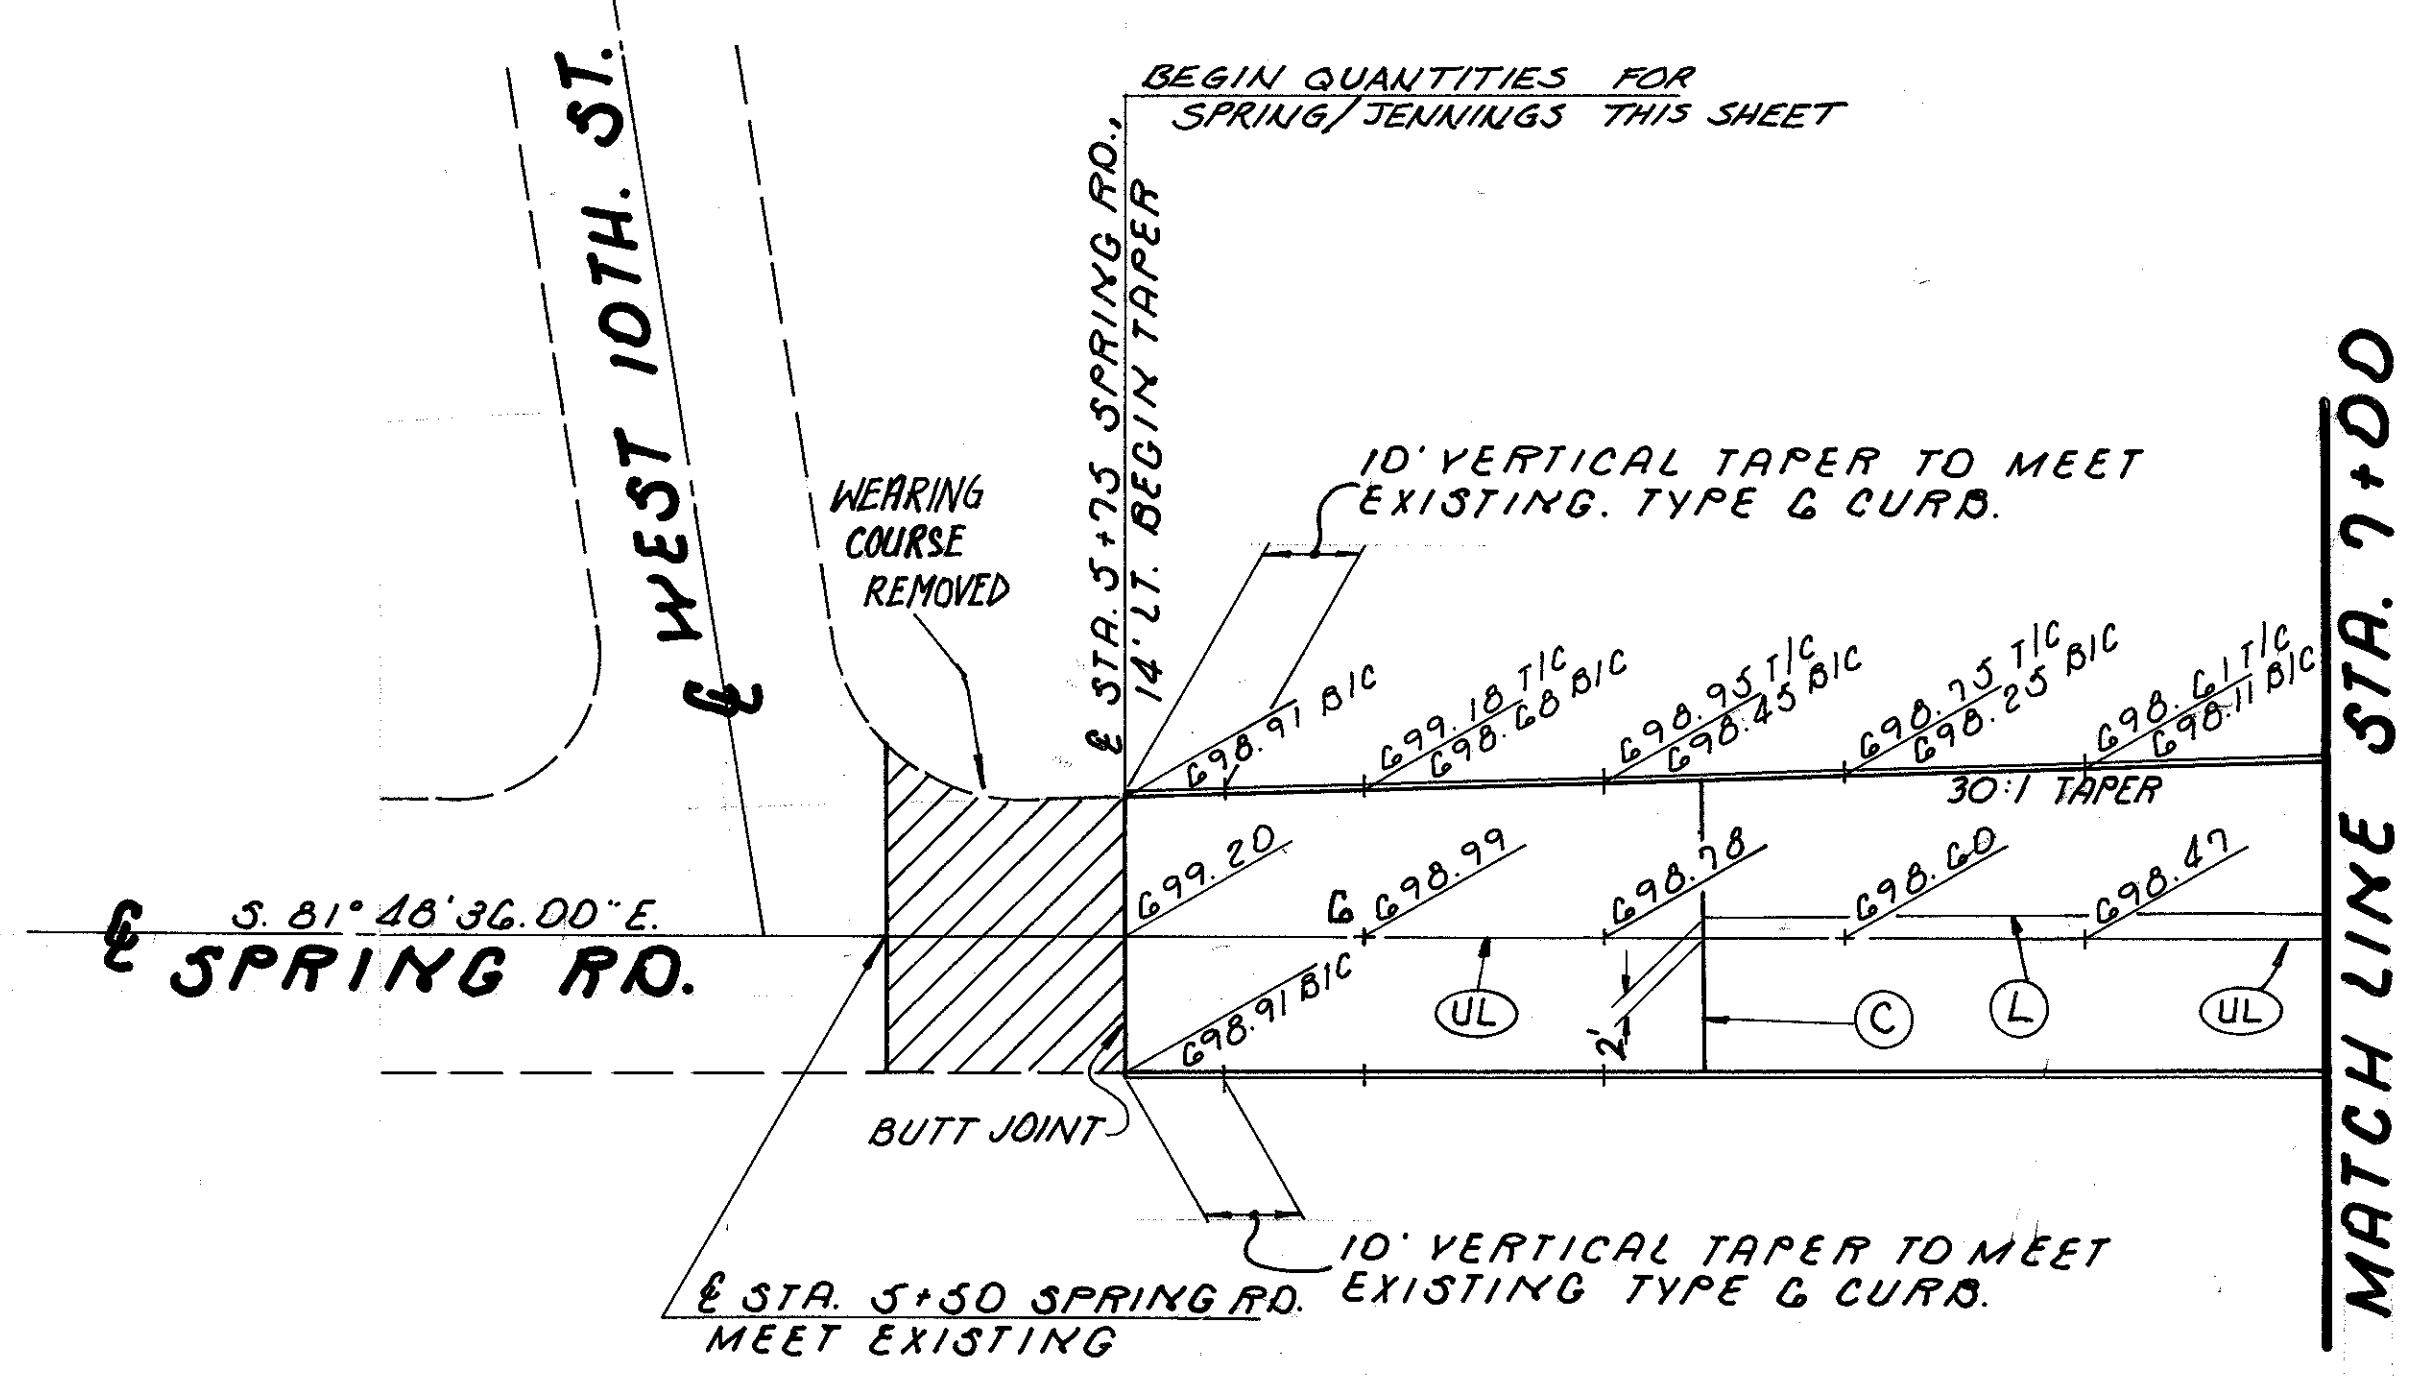 BEGIN QUANTITIES FOR
SPRING/JENNINGS THIS SHEET
℄ WEST 10TH. ST.
℄ STA. 5+75 SPRING RD.,
14' LT. BEGIN TAPER
WEARING
COURSE
REMOVED
10' VERTICAL TAPER TO MEET
EXISTING. TYPE 6 CURB.
698.91 B/C
699.18 T/C
698.68 B/C
698.95 T/C
698.45 B/C
698.75 T/C
698.25 B/C
698.61 T/C
698.11 B/C
30:1 TAPER
699.20
6
698.99
698.78
698.60
698.47
S. 81° 48' 36.00" E.
℄ SPRING RD.
698.91 B/C
UL
2'
C
L
UL
BUTT JOINT
10' VERTICAL TAPER TO MEET
EXISTING TYPE 6 CURB.
℄ STA. 5+50 SPRING RD.
MEET EXISTING
MATCH LINE STA. 7+00